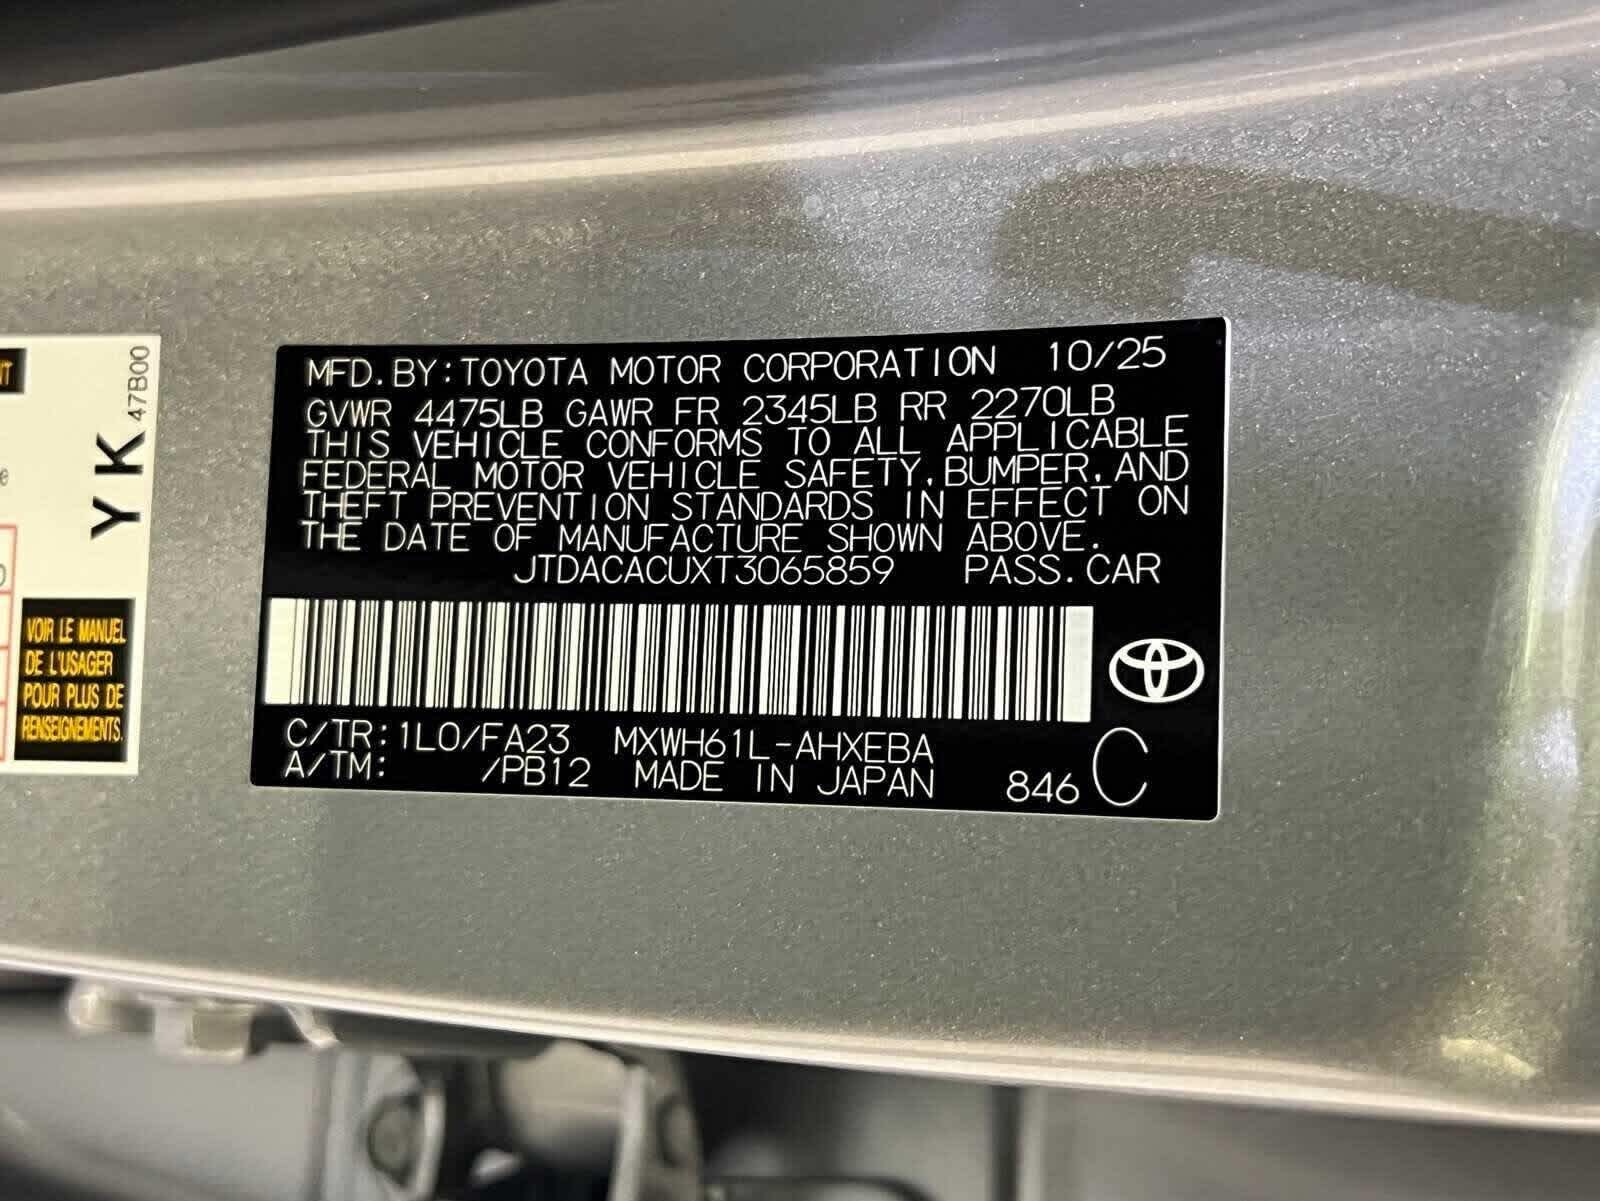 MFD. BY: TOYOTA MOTOR CORPORATION 10/25
GVWR 4475LB GAWR FR 2345LB RR 2270LB
THIS VEHICLE CONFORMS TO ALL APPLICABLE
FEDERAL MOTOR VEHICLE SAFETY, BUMPER, AND
THEFT PREVENTION STANDARDS IN EFFECT ON
THE DATE OF MANUFACTURE SHOWN ABOVE.
JTDACACUXT3065859 PASS. CAR
C/TR: 1L0/FA23 MXWH61L-AHXEBA
A/TM: /PB12 MADE IN JAPAN 846 C
YK 47B00
VOIR LE MANUEL
DE L'USAGER
POUR PLUS DE
RENSEIGNEMENTS.